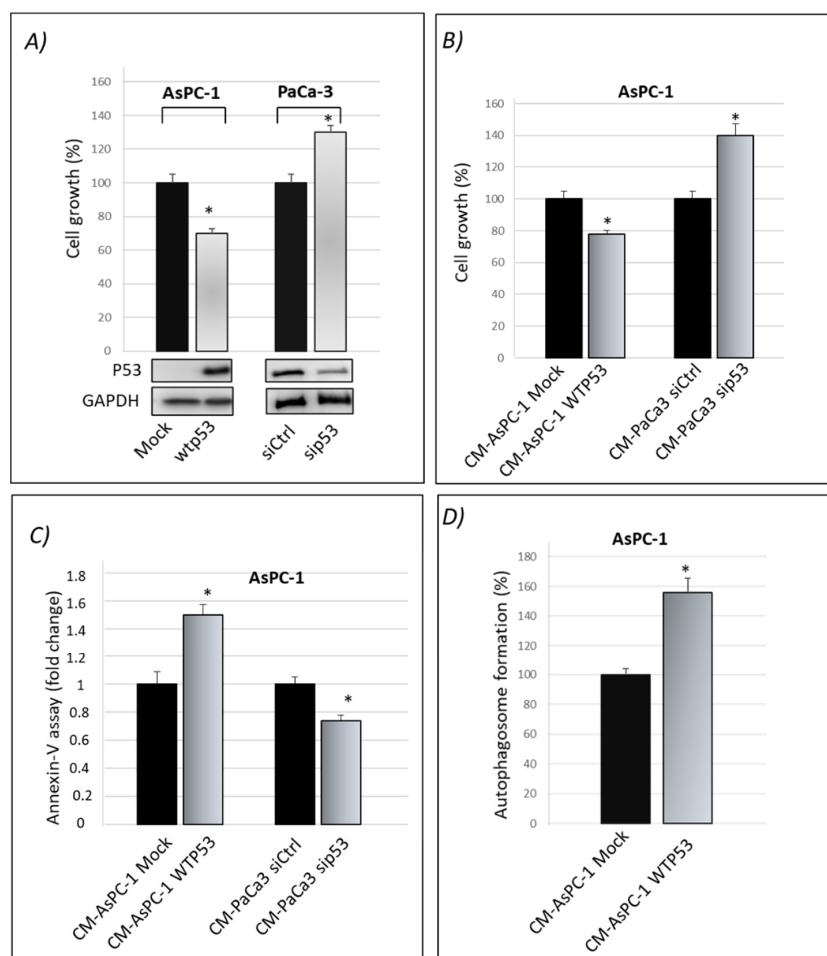 A)
160
140
120
100
80
60
40
20
0
Cell growth (%)
AsPC-1
PaCa-3
*
*
P53
GAPDH
Mock
wtp53
siCtrl
sip53
B)
AsPC-1
160
140
120
100
80
60
40
20
0
Cell growth (%)
*
*
CM-AsPC-1 Mock
CM-AsPC-1 WTP53
CM-PaCa3 siCtrl
CM-PaCa3 sip53
C)
AsPC-1
1.8
1.6
1.4
1.2
1
0.8
0.6
0.4
0.2
0
Annexin-V assay (fold change)
*
*
CM-AsPC-1 Mock
CM-AsPC-1 WTP53
CM-PaCa3 siCtrl
CM-PaCa3 sip53
D)
AsPC-1
180
160
140
120
100
80
60
40
20
0
Autophagosome formation (%)
*
CM-AsPC-1 Mock
CM-AsPC-1 WTP53